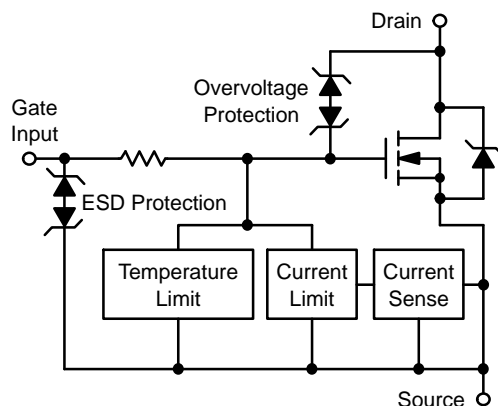 Drain
Overvoltage
Protection
Gate
Input
ESD Protection
Temperature
Limit
Current
Limit
Current
Sense
Source